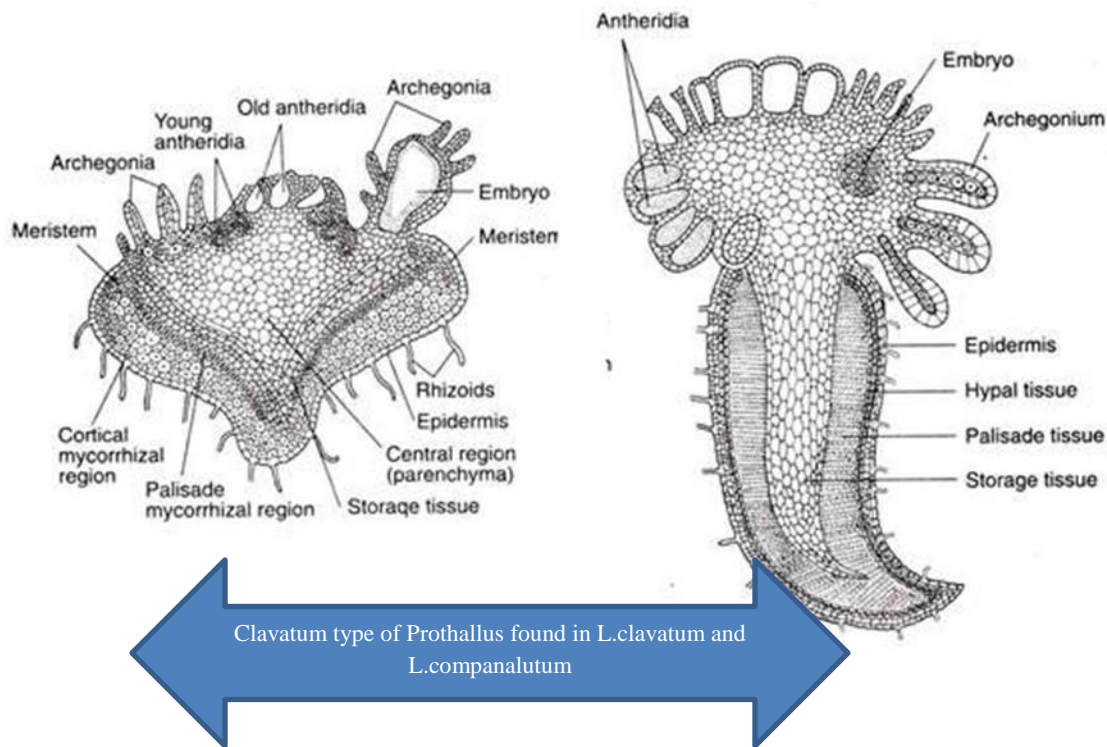 Antheridia
Embryo
Archegonium
Epidermis
Hypal tissue
Palisade tissue
Storage tissue
Archegonia
Old antheridia
Young
antheridia
Archegonia
Embryo
Meristem
Meristem
Rhizoids
Epidermis
Cortical
mycorrhizal
region
Central region
(parenchyma)
Palisade
mycorrhizal region
Storage tissue
Clavatum type of Prothallus found in L.clavatum and
L.companalutum